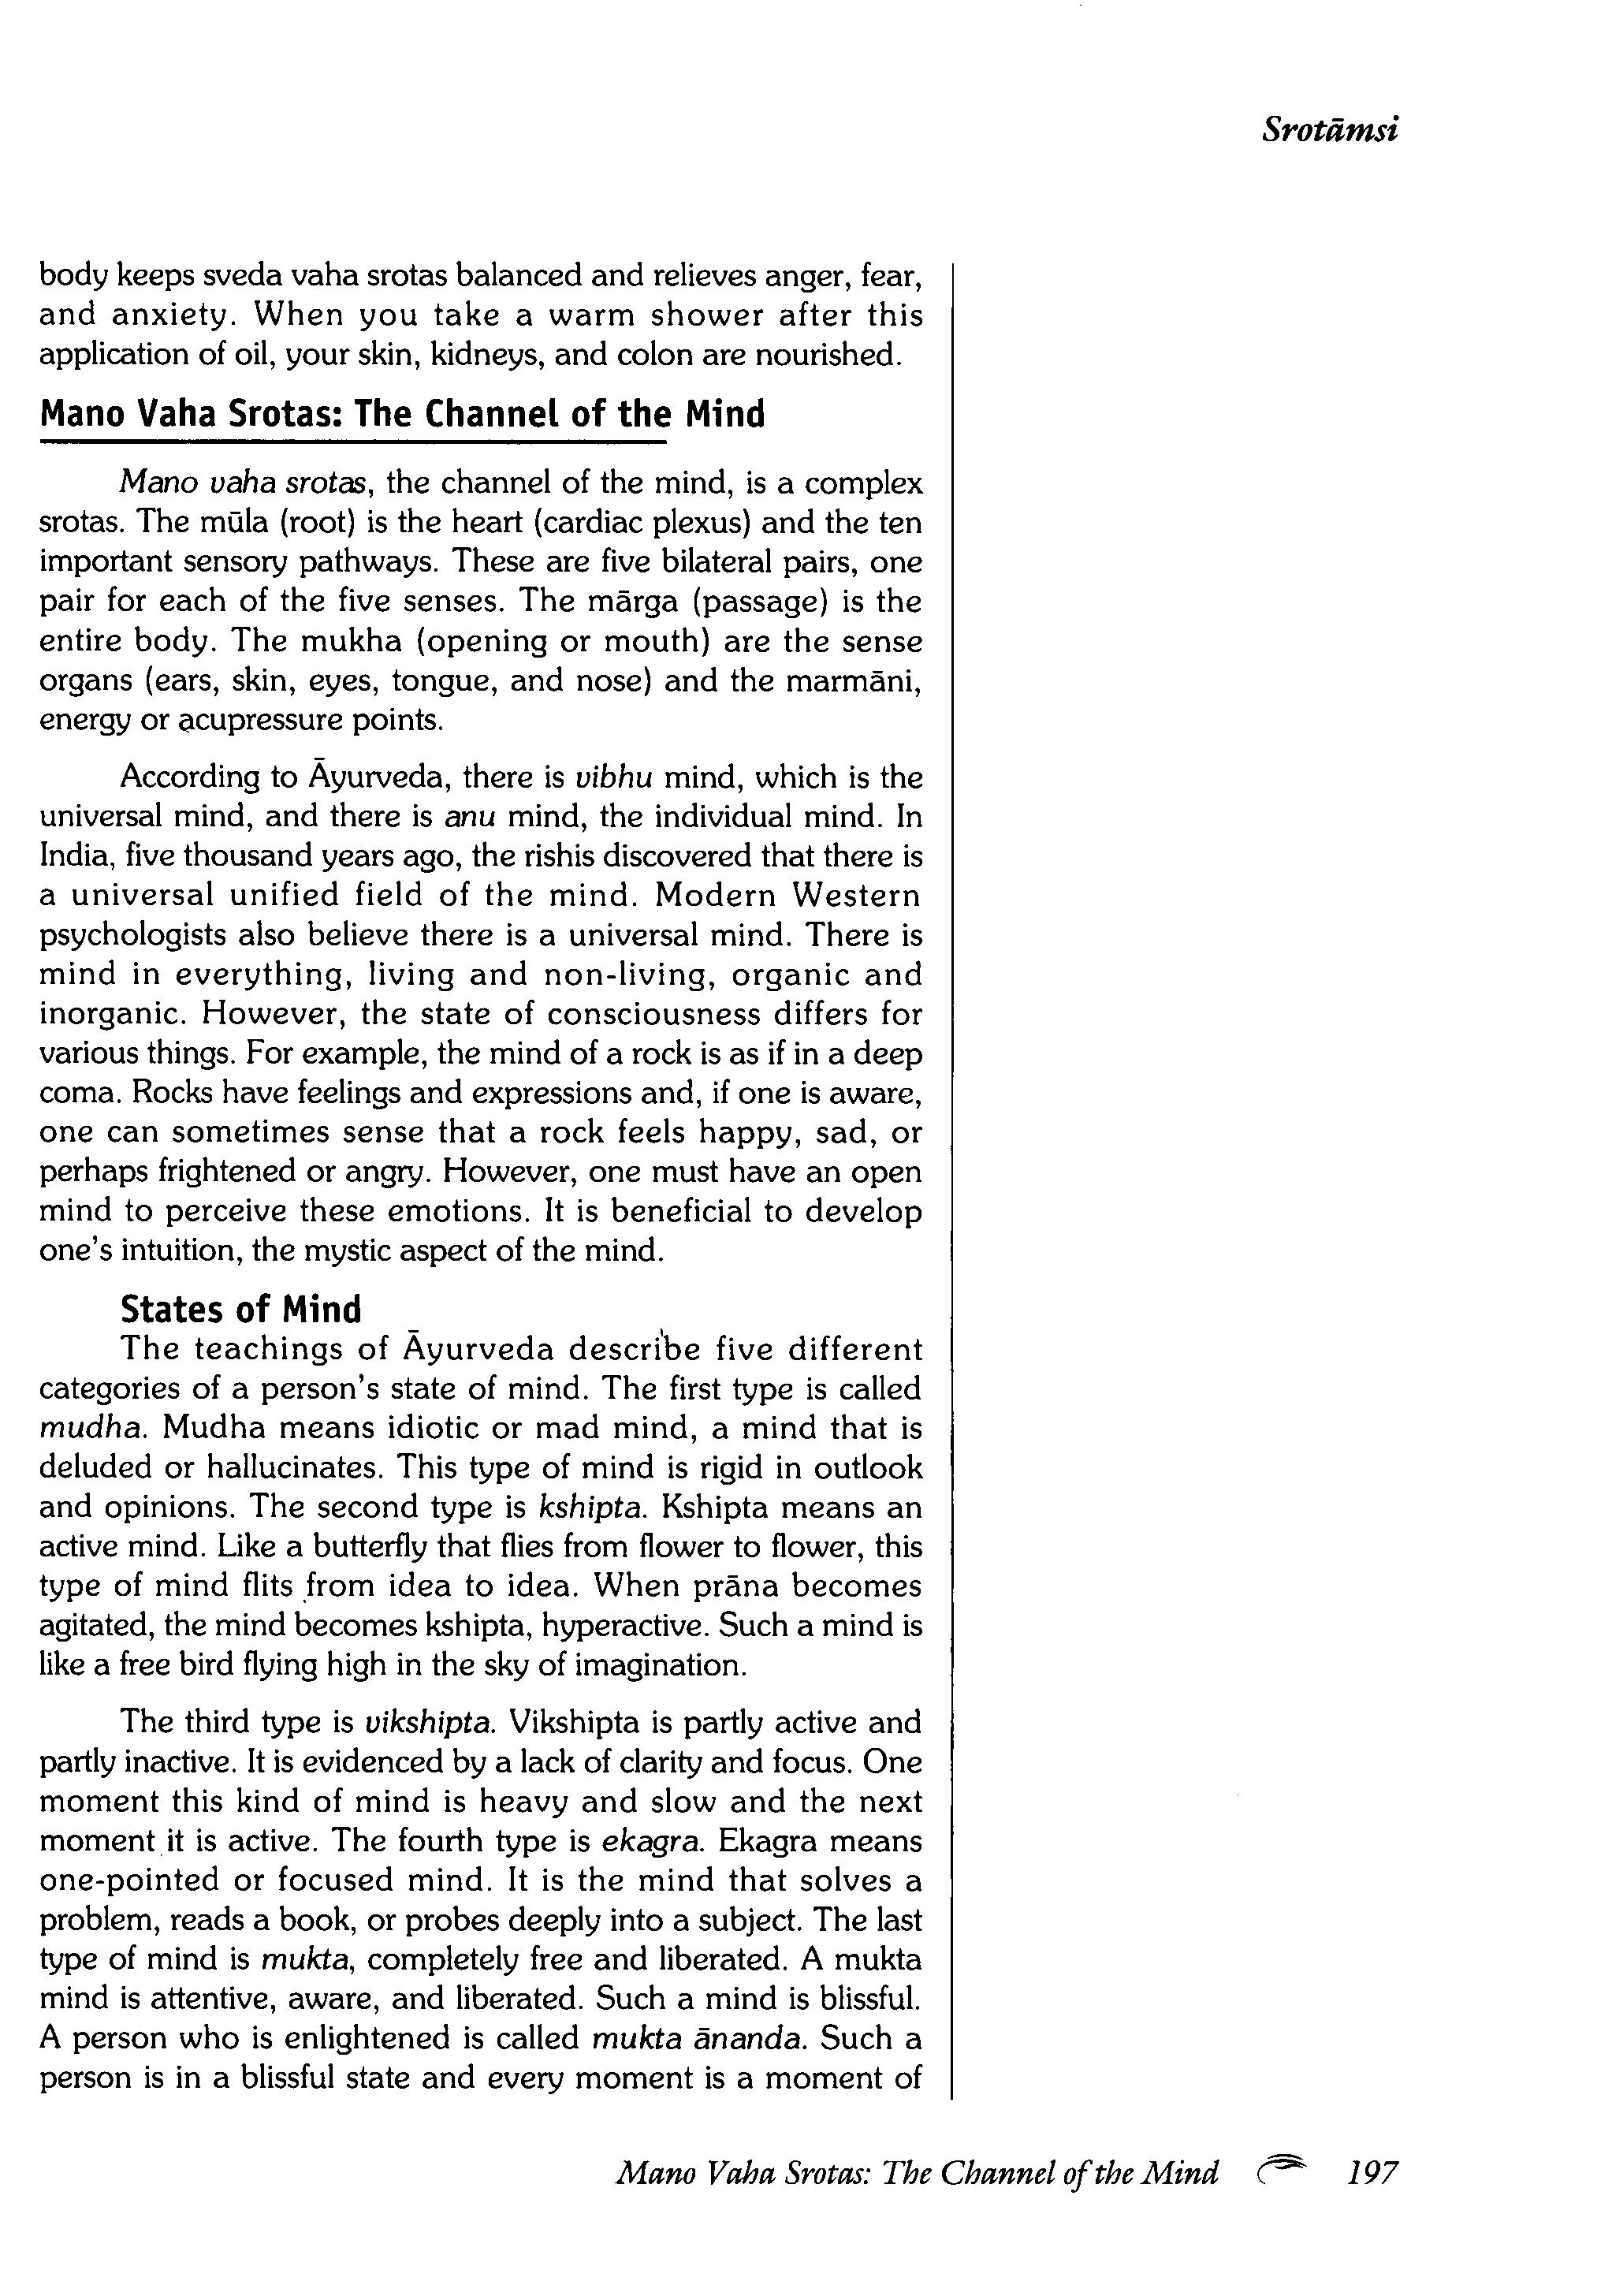 Srotāmsi
body keeps sveda vaha srotas balanced and relieves anger, fear,
and anxiety. When you take a warm shower after this
application of oil, your skin, kidneys, and colon are nourished.
Mano Vaha Srotas: The Channel of the Mind
Mano vaha srotas, the channel of the mind, is a complex
srotas. The mūla (root) is the heart (cardiac plexus) and the ten
important sensory pathways. These are five bilateral pairs, one
pair for each of the five senses. The mārga (passage) is the
entire body. The mukha (opening or mouth) are the sense
organs (ears, skin, eyes, tongue, and nose) and the marmāni,
energy or acupressure points.
According to Āyurveda, there is vibhu mind, which is the
universal mind, and there is anu mind, the individual mind. In
India, five thousand years ago, the rishis discovered that there is
a universal unified field of the mind. Modern Western
psychologists also believe there is a universal mind. There is
mind in everything, living and non-living, organic and
inorganic. However, the state of consciousness differs for
various things. For example, the mind of a rock is as if in a deep
coma. Rocks have feelings and expressions and, if one is aware,
one can sometimes sense that a rock feels happy, sad, or
perhaps frightened or angry. However, one must have an open
mind to perceive these emotions. It is beneficial to develop
one's intuition, the mystic aspect of the mind.
States of Mind
The teachings of Āyurveda describe five different
categories of a person's state of mind. The first type is called
mudha. Mudha means idiotic or mad mind, a mind that is
deluded or hallucinates. This type of mind is rigid in outlook
and opinions. The second type is kshipta. Kshipta means an
active mind. Like a butterfly that flies from flower to flower, this
type of mind flits from idea to idea. When prāna becomes
agitated, the mind becomes kshipta, hyperactive. Such a mind is
like a free bird flying high in the sky of imagination.
The third type is vikshipta. Vikshipta is partly active and
partly inactive. It is evidenced by a lack of clarity and focus. One
moment this kind of mind is heavy and slow and the next
moment it is active. The fourth type is ekagra. Ekagra means
one-pointed or focused mind. It is the mind that solves a
problem, reads a book, or probes deeply into a subject. The last
type of mind is mukta, completely free and liberated. A mukta
mind is attentive, aware, and liberated. Such a mind is blissful.
A person who is enlightened is called mukta ānanda. Such a
person is in a blissful state and every moment is a moment of
Mano Vaha Srotas: The Channel of the Mind 197